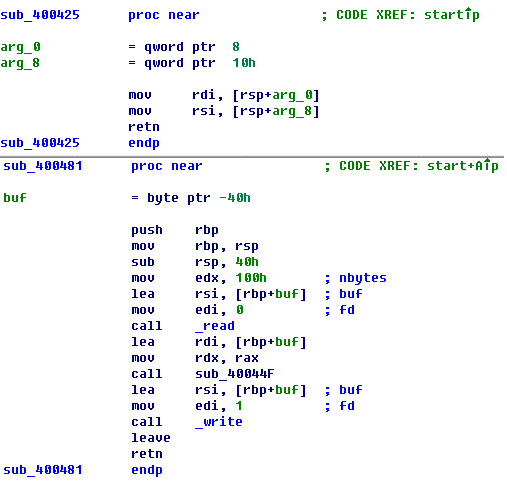 sub_400425 proc near ; CODE XREF: start↑p
arg_0 = qword ptr 8
arg_8 = qword ptr 10h
mov rdi, [rsp+arg_0]
mov rsi, [rsp+arg_8]
retn
sub_400425 endp
sub_400481 proc near ; CODE XREF: start+A↑p
buf = byte ptr -40h
push rbp
mov rbp, rsp
sub rsp, 40h
mov edx, 100h ; nbytes
lea rsi, [rbp+buf] ; buf
mov edi, 0 ; fd
call _read
lea rdi, [rbp+buf]
mov rdx, rax
call sub_40044F
lea rsi, [rbp+buf] ; buf
mov edi, 1 ; fd
call _write
leave
retn
sub_400481 endp